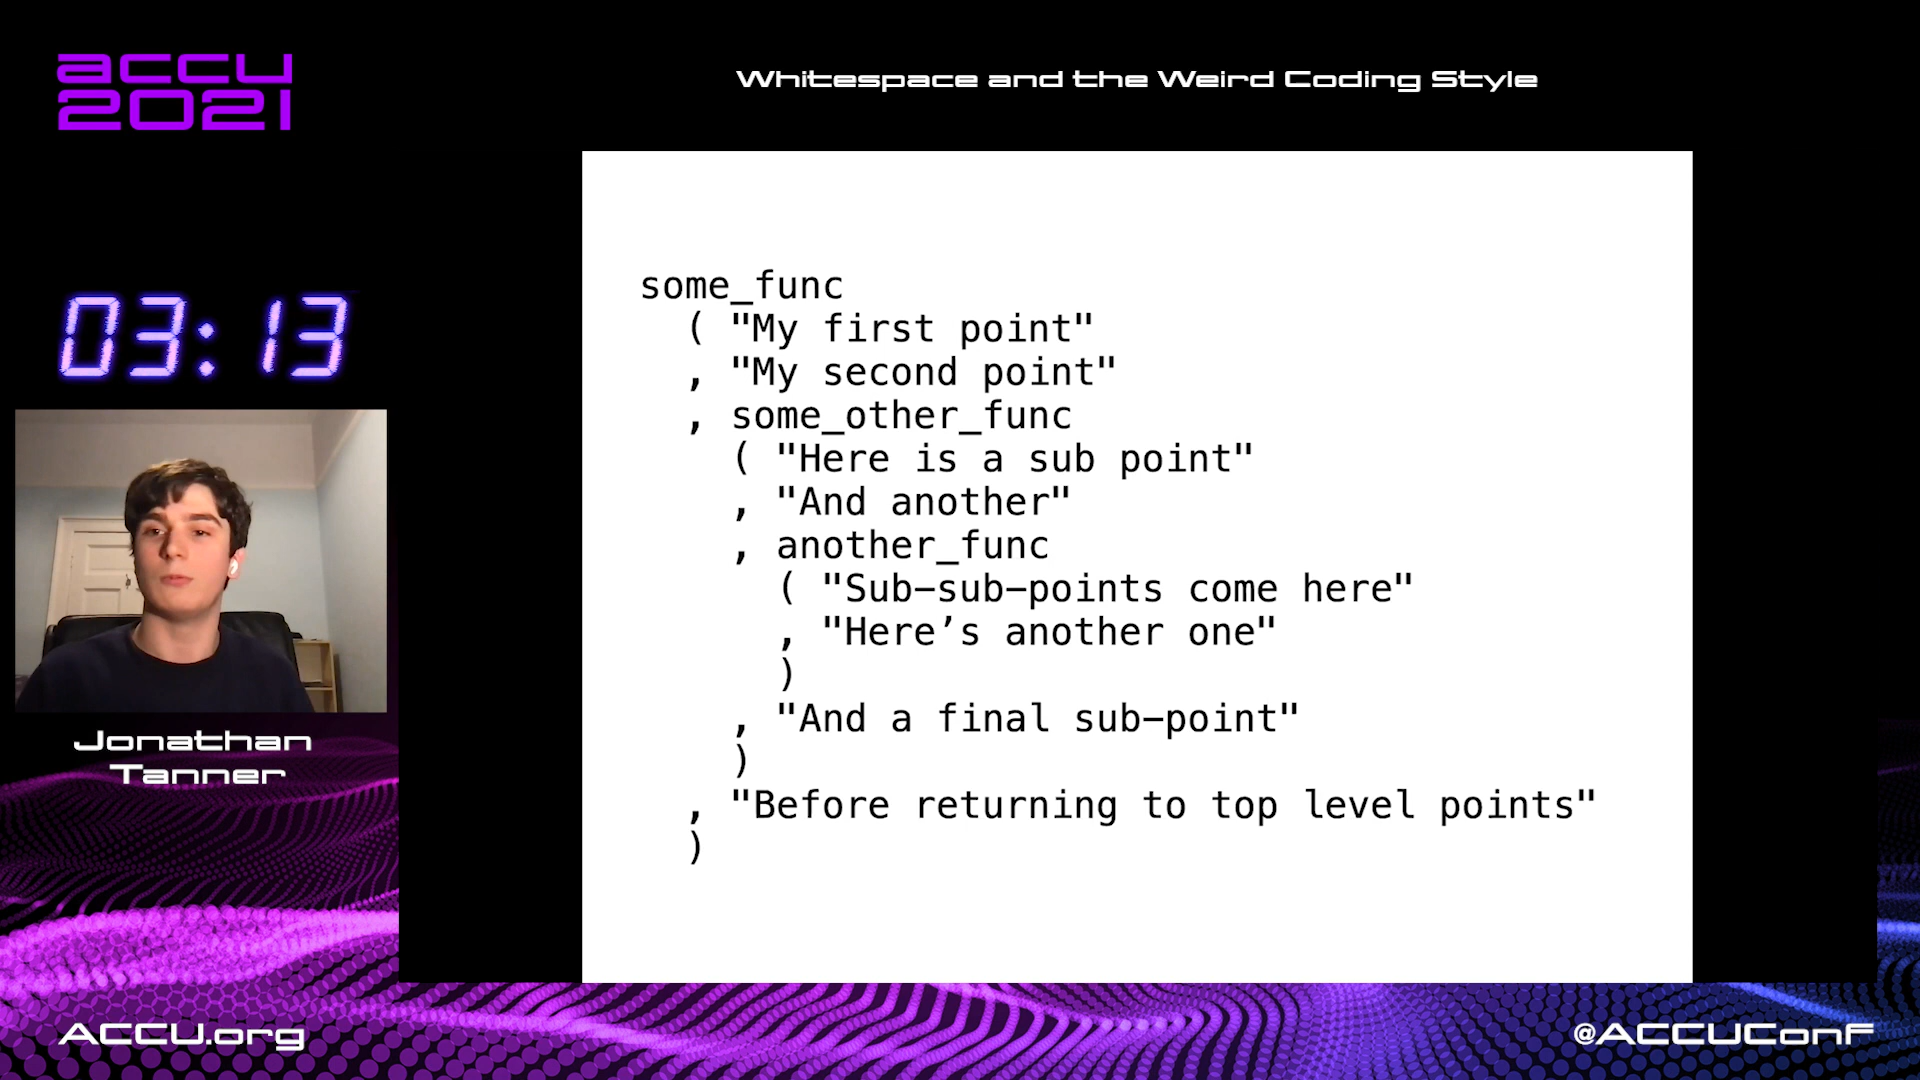 accu
2021
Whitespace and the Weird Coding Style
03:13
some_func
( "My first point"
, "My second point"
, some_other_func
( "Here is a sub point"
, "And another"
, another_func
( "Sub-sub-points come here"
, "Here’s another one"
)
, "And a final sub-point"
)
, "Before returning to top level points"
)
Jonathan
Tanner
ACCU.org
@ACCUConf